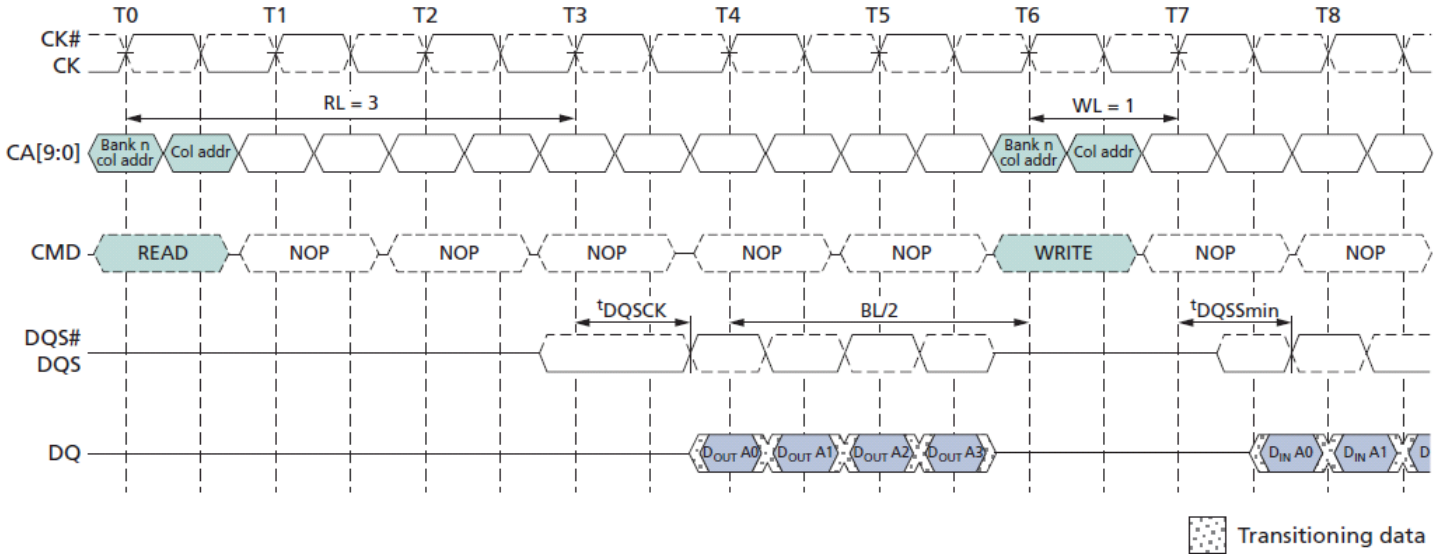 T0 T1 T2 T3 T4 T5 T6 T7 T8
CK#
CK
RL = 3 WL = 1
CA[9:0] Bank n col addr Col addr Bank n col addr Col addr
CMD READ NOP NOP NOP NOP NOP WRITE NOP NOP
tDQSCK BL/2 tDQSSmin
DQS#
DQS
DQ DOUT A0 DOUT A1 DOUT A2 DOUT A3 DIN A0 DIN A1 D
Transitioning data